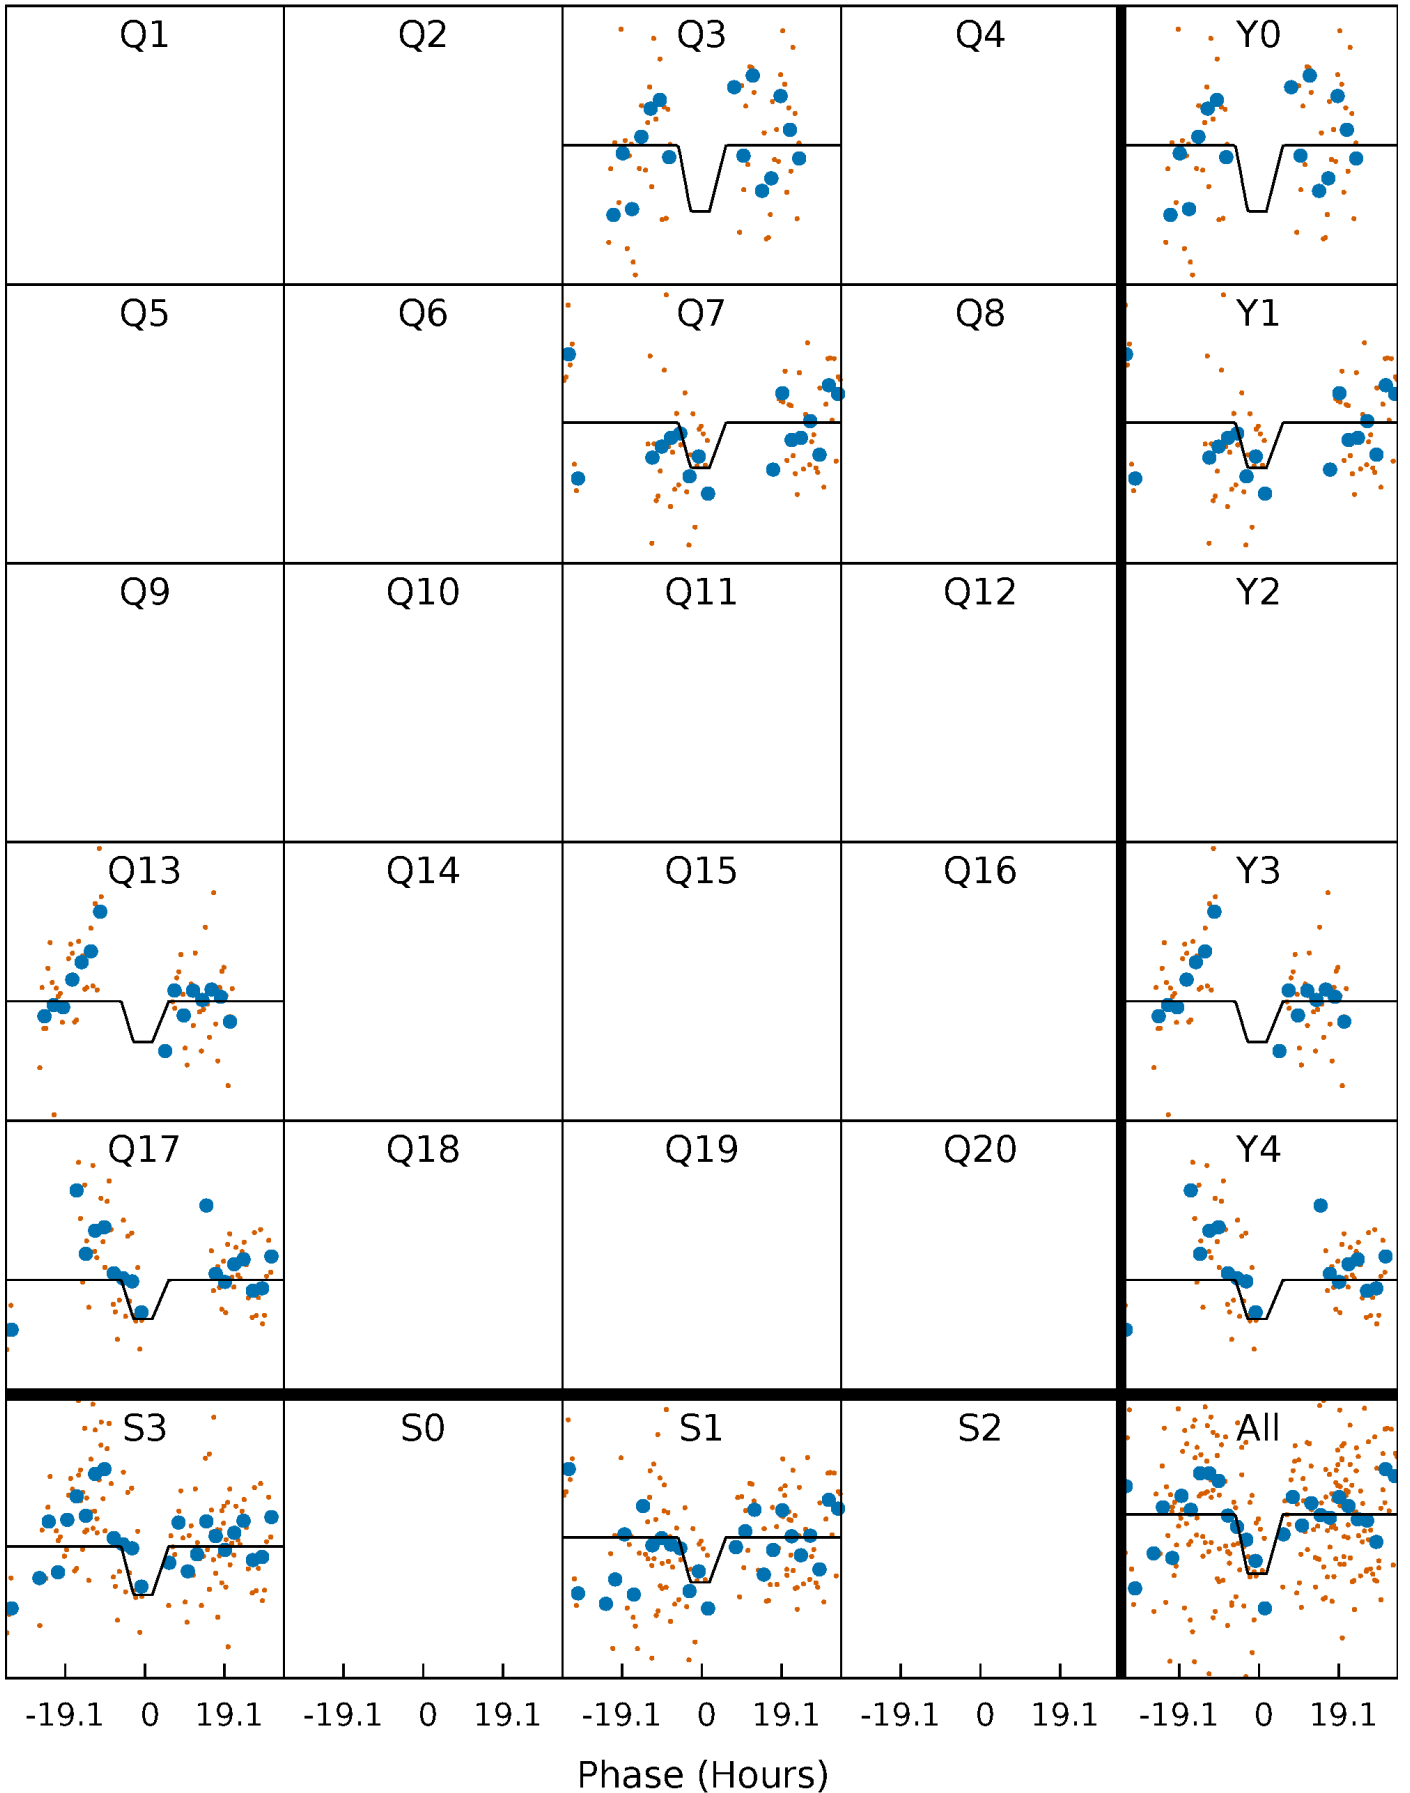 Q1 Q2 Q3 Q4 Y0
Q5 Q6 Q7 Q8 Y1
Q9 Q10 Q11 Q12 Y2
Q13 Q14 Q15 Q16 Y3
Q17 Q18 Q19 Q20 Y4
S3 S0 S1 S2 All
-19.1 0 19.1 -19.1 0 19.1 -19.1 0 19.1 -19.1 0 19.1 -19.1 0 19.1
Phase (Hours)